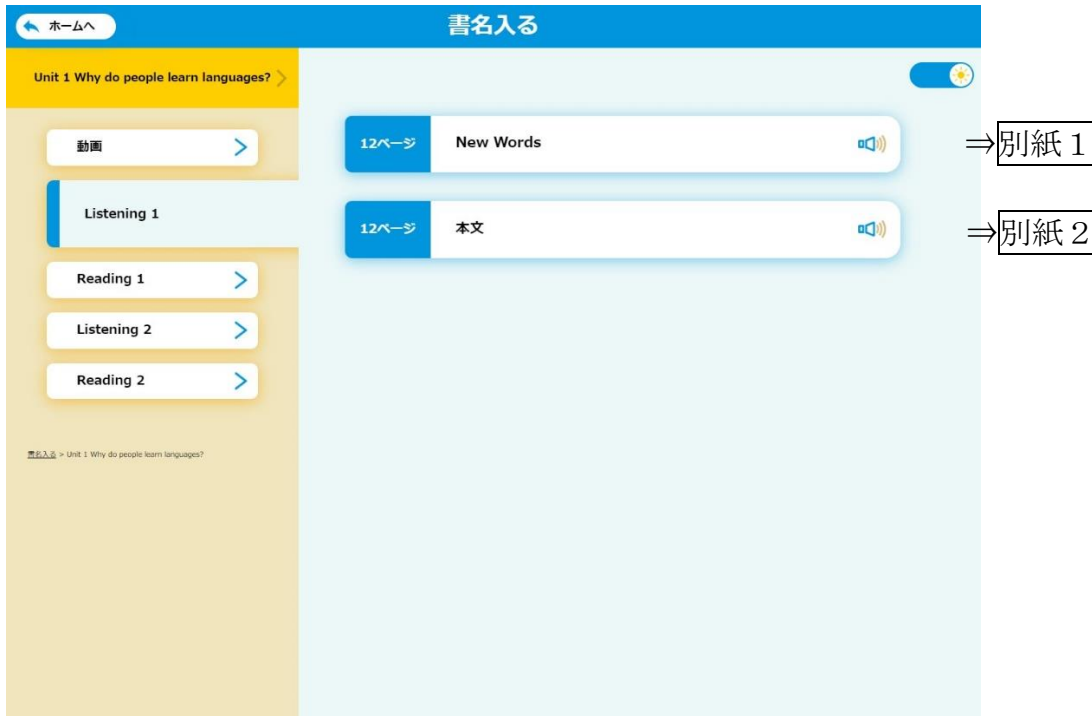 ホームへ
書名入る
Unit 1 Why do people learn languages?
動画
Listening 1
Reading 1
Listening 2
Reading 2
書名入る > Unit 1 Why do people learn languages?
12ページ New Words
⇒別紙1
12ページ 本文
⇒別紙2